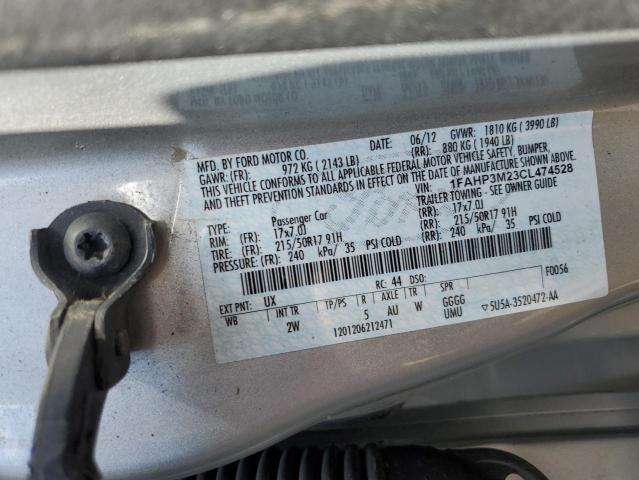 MFD. BY FORD MOTOR CO.
DATE: 06/12 GVWR: 1810 KG ( 3990 LB)
GAWR: (FR): 972 KG ( 2143 LB) (RR): 880 KG ( 1940 LB)
THIS VEHICLE CONFORMS TO ALL APPLICABLE FEDERAL MOTOR VEHICLE SAFETY, BUMPER,
AND THEFT PREVENTION STANDARDS IN EFFECT ON THE DATE OF MANUFACTURE SHOWN ABOVE.
VIN: 1FAHP3M23CL474528
TYPE: Passenger Car TRAILER TOWING - SEE OWNER GUIDE
RIM: (FR): 17x7.0J (RR): 17x7.0J
TIRE: (FR): 215/50R17 91H (RR): 215/50R17 91H
PRESSURE: (FR): 240 kPa/ 35 PSI COLD (RR): 240 kPa/ 35 PSI COLD
EXT PNT: UX RC: 44 DSO: F0056
WB INT TR TP/PS R AXLE TR SPR
2W 5 AU W GGGG UMU 5U5A-3520472-AA
1201206212471